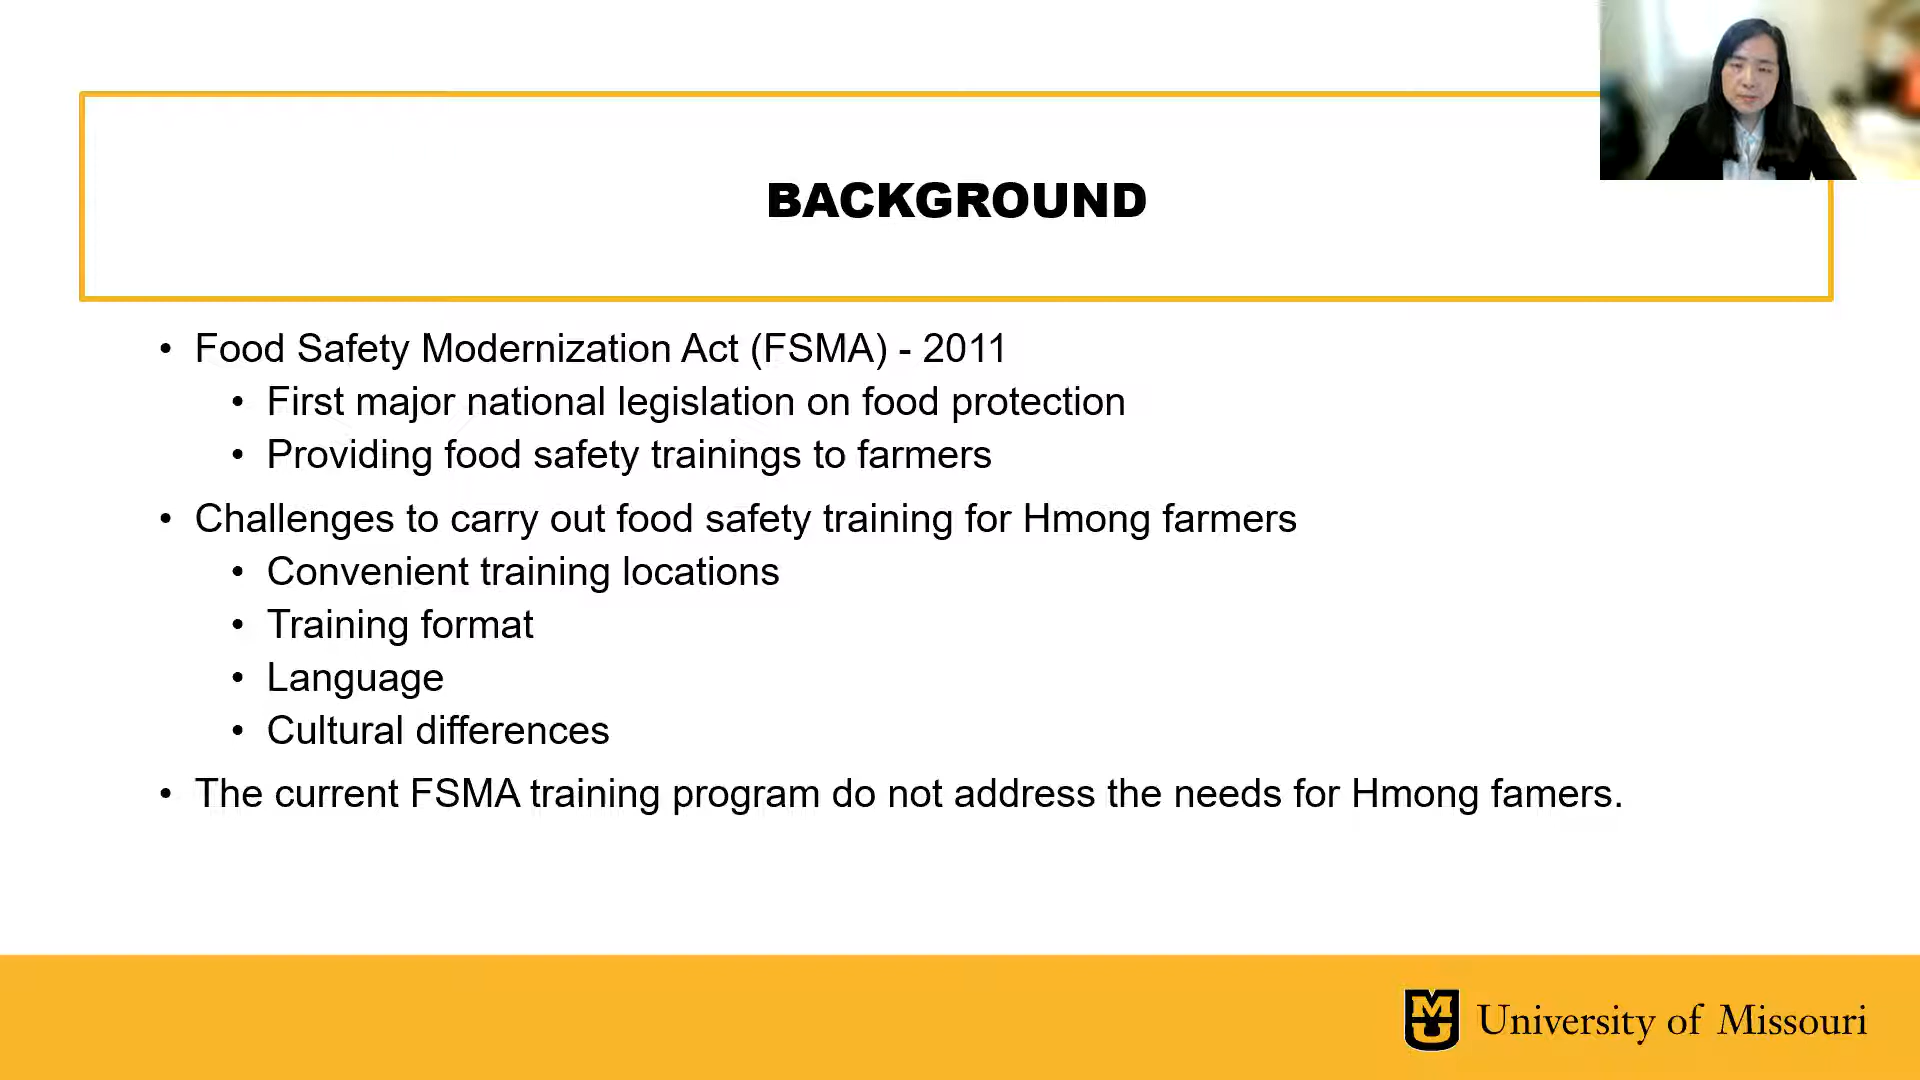 BACKGROUND
• Food Safety Modernization Act (FSMA) - 2011
• First major national legislation on food protection
• Providing food safety trainings to farmers
• Challenges to carry out food safety training for Hmong farmers
• Convenient training locations
• Training format
• Language
• Cultural differences
• The current FSMA training program do not address the needs for Hmong famers.
MU University of Missouri